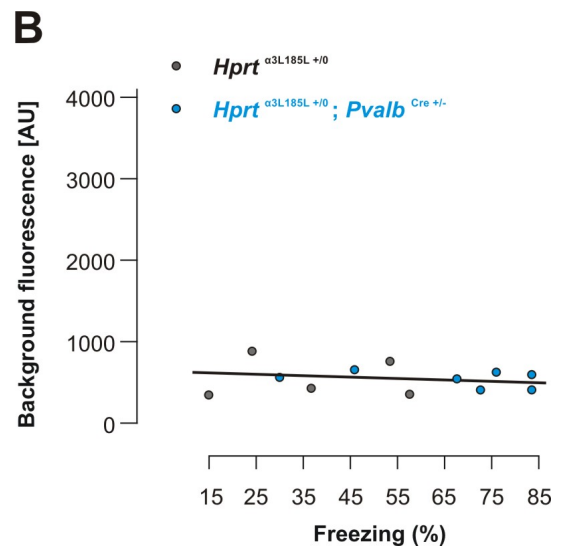 B
Hprt α3L185L +/0
Hprt α3L185L +/0 ; Pvalb Cre +/-
Background fluorescence [AU]
4000
3000
2000
1000
0
15 25 35 45 55 65 75 85
Freezing (%)